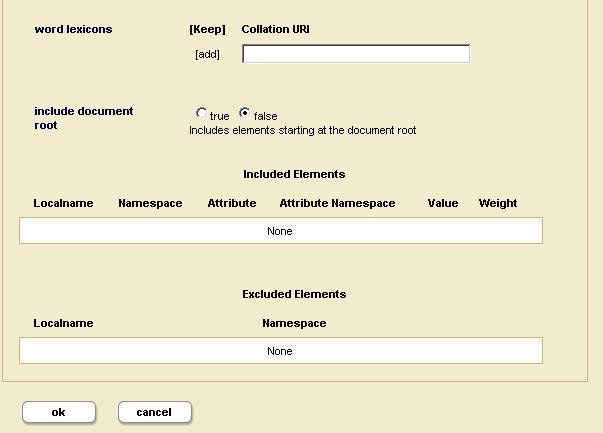 word lexicons [Keep] Collation URI
[add]
include document root
true false
Includes elements starting at the document root
Included Elements
Localname Namespace Attribute Attribute Namespace Value Weight
None
Excluded Elements
Localname Namespace
None
ok cancel